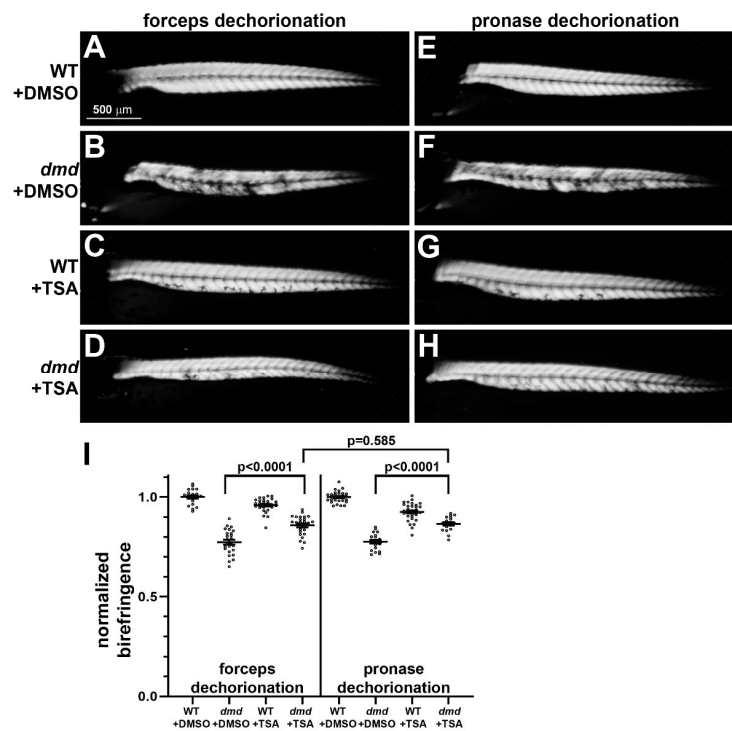 forceps dechorionation
pronase dechorionation
A
E
WT
+DMSO
500 µm
B
F
dmd
+DMSO
C
G
WT
+TSA
D
H
dmd
+TSA
I
p=0.585
p<0.0001
p<0.0001
normalized
birefringence
1.0
0.5
0.0
forceps
dechorionation
pronase
dechorionation
WT
+DMSO
dmd
+DMSO
WT
+TSA
dmd
+TSA
WT
+DMSO
dmd
+DMSO
WT
+TSA
dmd
+TSA